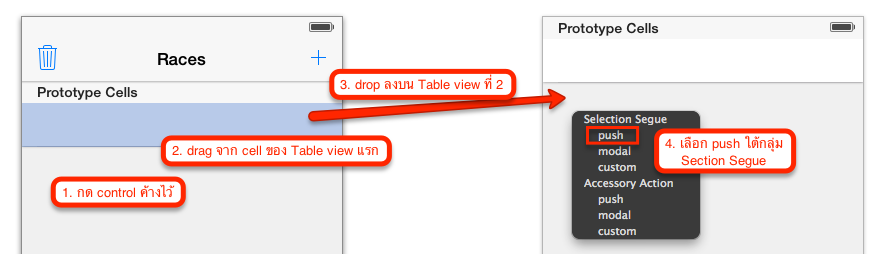 Races
Prototype Cells
1. กด control ค้างไว้
2. drag จาก cell ของ Table view แรก
3. drop ลงบน Table view ที่ 2
Prototype Cells
Selection Segue
push
modal
custom
Accessory Action
push
modal
custom
4. เลือก push ใต้กลุ่ม
Section Segue